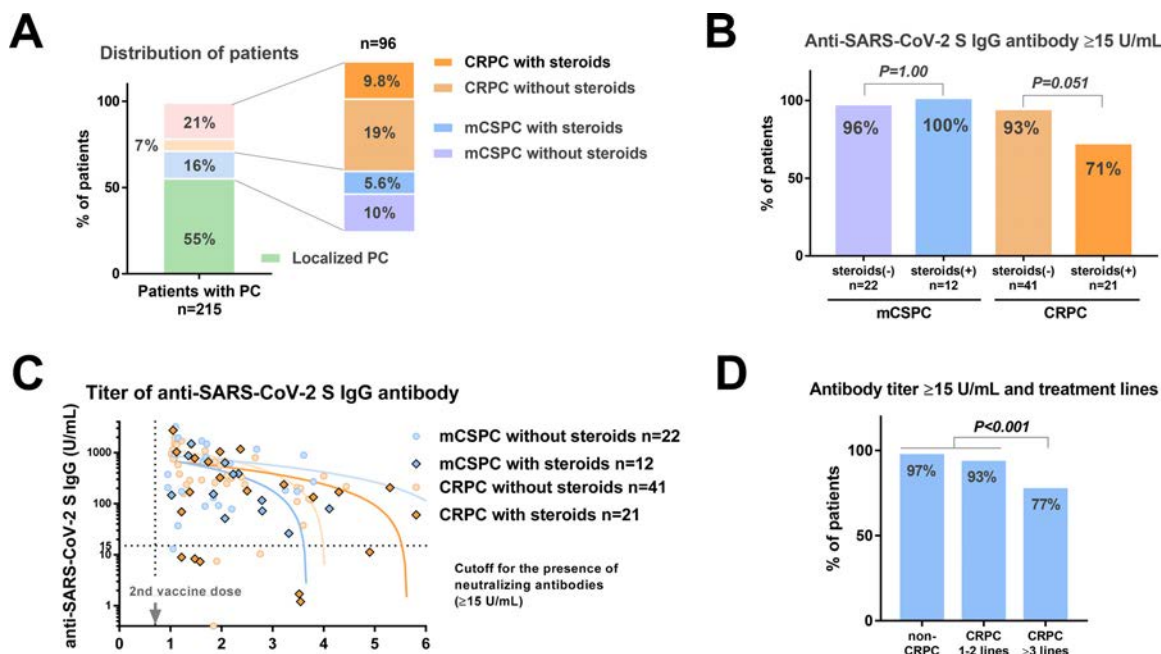 A
Distribution of patients
n=96
% of patients
100
50
0
21%
7%
16%
55%
9.8%
19%
5.6%
10%
CRPC with steroids
CRPC without steroids
mCSPC with steroids
mCSPC without steroids
Localized PC
Patients with PC
n=215
B
Anti-SARS-CoV-2 S IgG antibody ≥15 U/mL
P=1.00
P=0.051
% of patients
100
50
0
96%
100%
93%
71%
steroids(-) steroids(+) steroids(-) steroids(+)
n=22 n=12 n=41 n=21
mCSPC CRPC
C
Titer of anti-SARS-CoV-2 S IgG antibody
anti-SARS-CoV-2 S IgG (U/mL)
1000
100
15
10
1
2nd vaccine dose
0 1 2 3 4 5 6
mCSPC without steroids n=22
mCSPC with steroids n=12
CRPC without steroids n=41
CRPC with steroids n=21
Cutoff for the presence of
neutralizing antibodies
(≥15 U/mL)
D
Antibody titer ≥15 U/mL and treatment lines
P<0.001
% of patients
100
50
0
97%
93%
77%
non- CRPC CRPC
CRPC 1-2 lines ≥3 lines